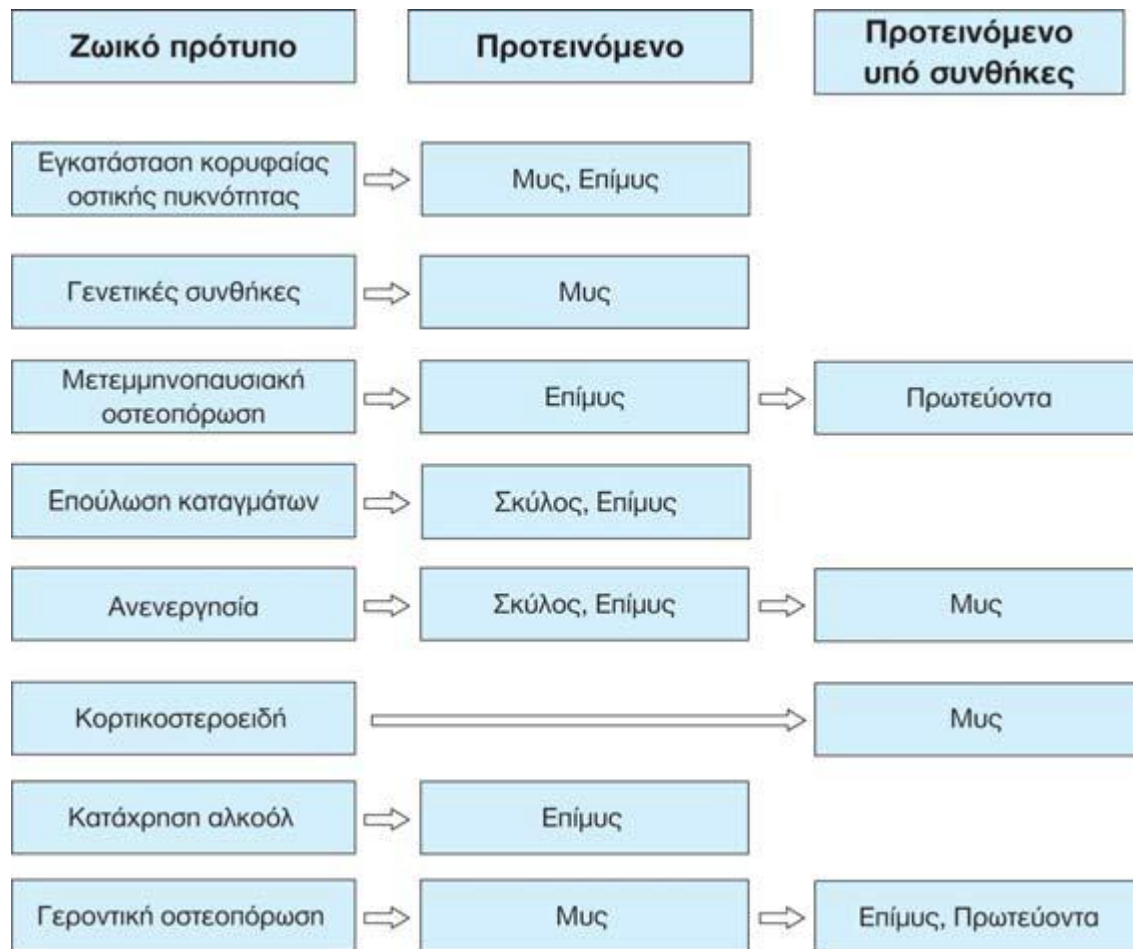 Ζωικό πρότυπο
Προτεινόμενο
Προτεινόμενο
υπό συνθήκες
Εγκατάσταση κορυφαίας
οστικής πυκνότητας
Μυς, Επίμυς
Γενετικές συνθήκες
Μυς
Μετεμμηνοπαυσιακή
οστεοπόρωση
Επίμυς
Πρωτεύοντα
Επούλωση καταγμάτων
Σκύλος, Επίμυς
Ανενεργησία
Σκύλος, Επίμυς
Μυς
Κορτικοστεροειδή
Μυς
Κατάχρηση αλκοόλ
Επίμυς
Γεροντική οστεοπόρωση
Μυς
Επίμυς, Πρωτεύοντα